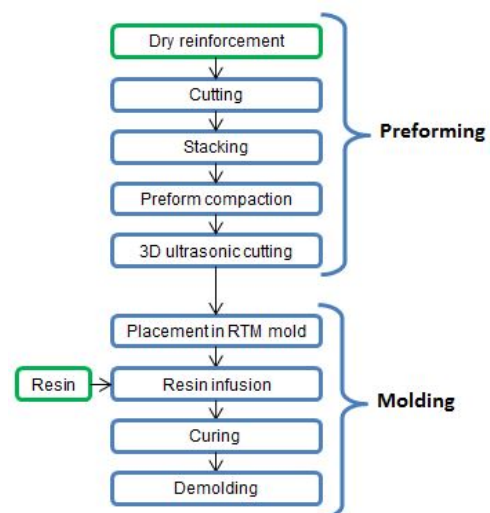 Dry reinforcement
Cutting
Stacking
Preform compaction
3D ultrasonic cutting
Preforming
Placement in RTM mold
Resin
Resin infusion
Curing
Demolding
Molding